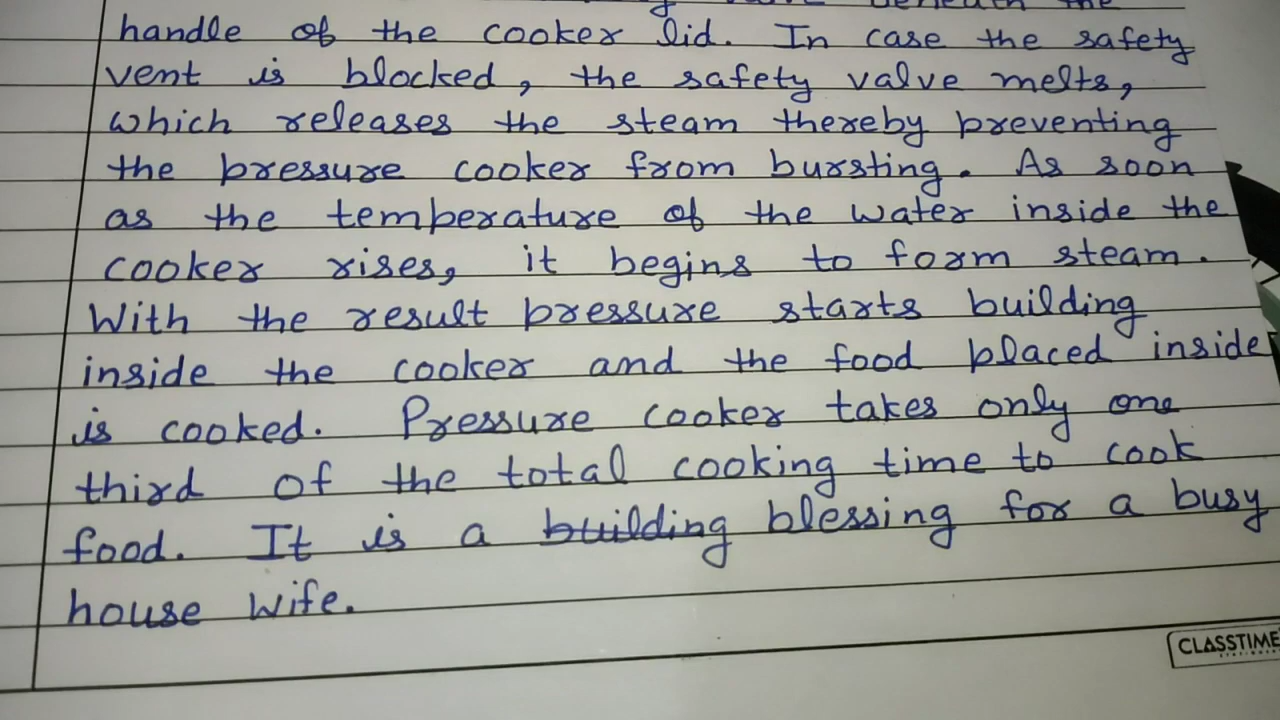 beneath the
handle of the cooker lid. In case the safety
vent is blocked, the safety valve melts,
which releases the steam thereby preventing
the pressure cooker from bursting. As soon
as the temperature of the water inside the
cooker rises, it begins to form steam.
With the result pressure starts building
inside the cooker and the food placed inside
is cooked. Pressure cooker takes only one
third of the total cooking time to cook
food. It is a building blessing for a busy
house wife.
CLASSTIME